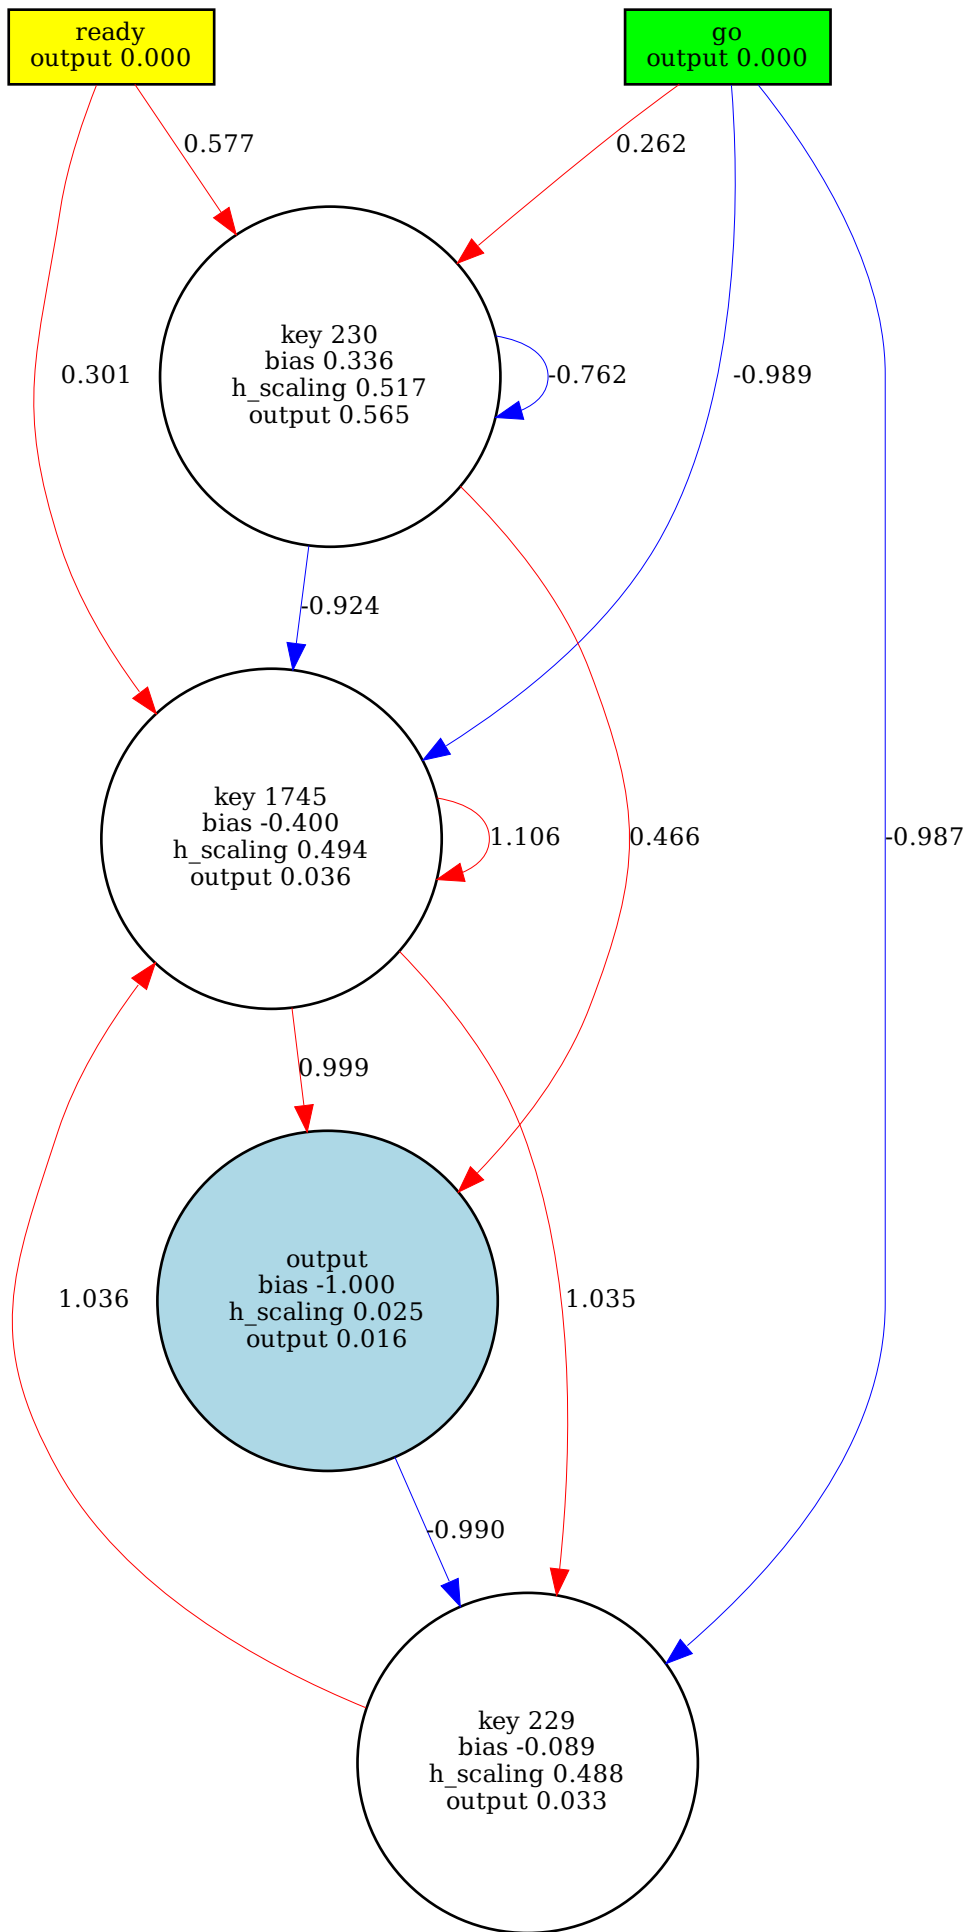 ready
output 0.000
go
output 0.000
0.577
0.262
key 230
bias 0.336
h_scaling 0.517
output 0.565
0.301
-0.762
-0.989
-0.924
key 1745
bias -0.400
h_scaling 0.494
output 0.036
1.106
0.466
-0.987
0.999
output
bias -1.000
h_scaling 0.025
output 0.016
1.036
1.035
-0.990
key 229
bias -0.089
h_scaling 0.488
output 0.033